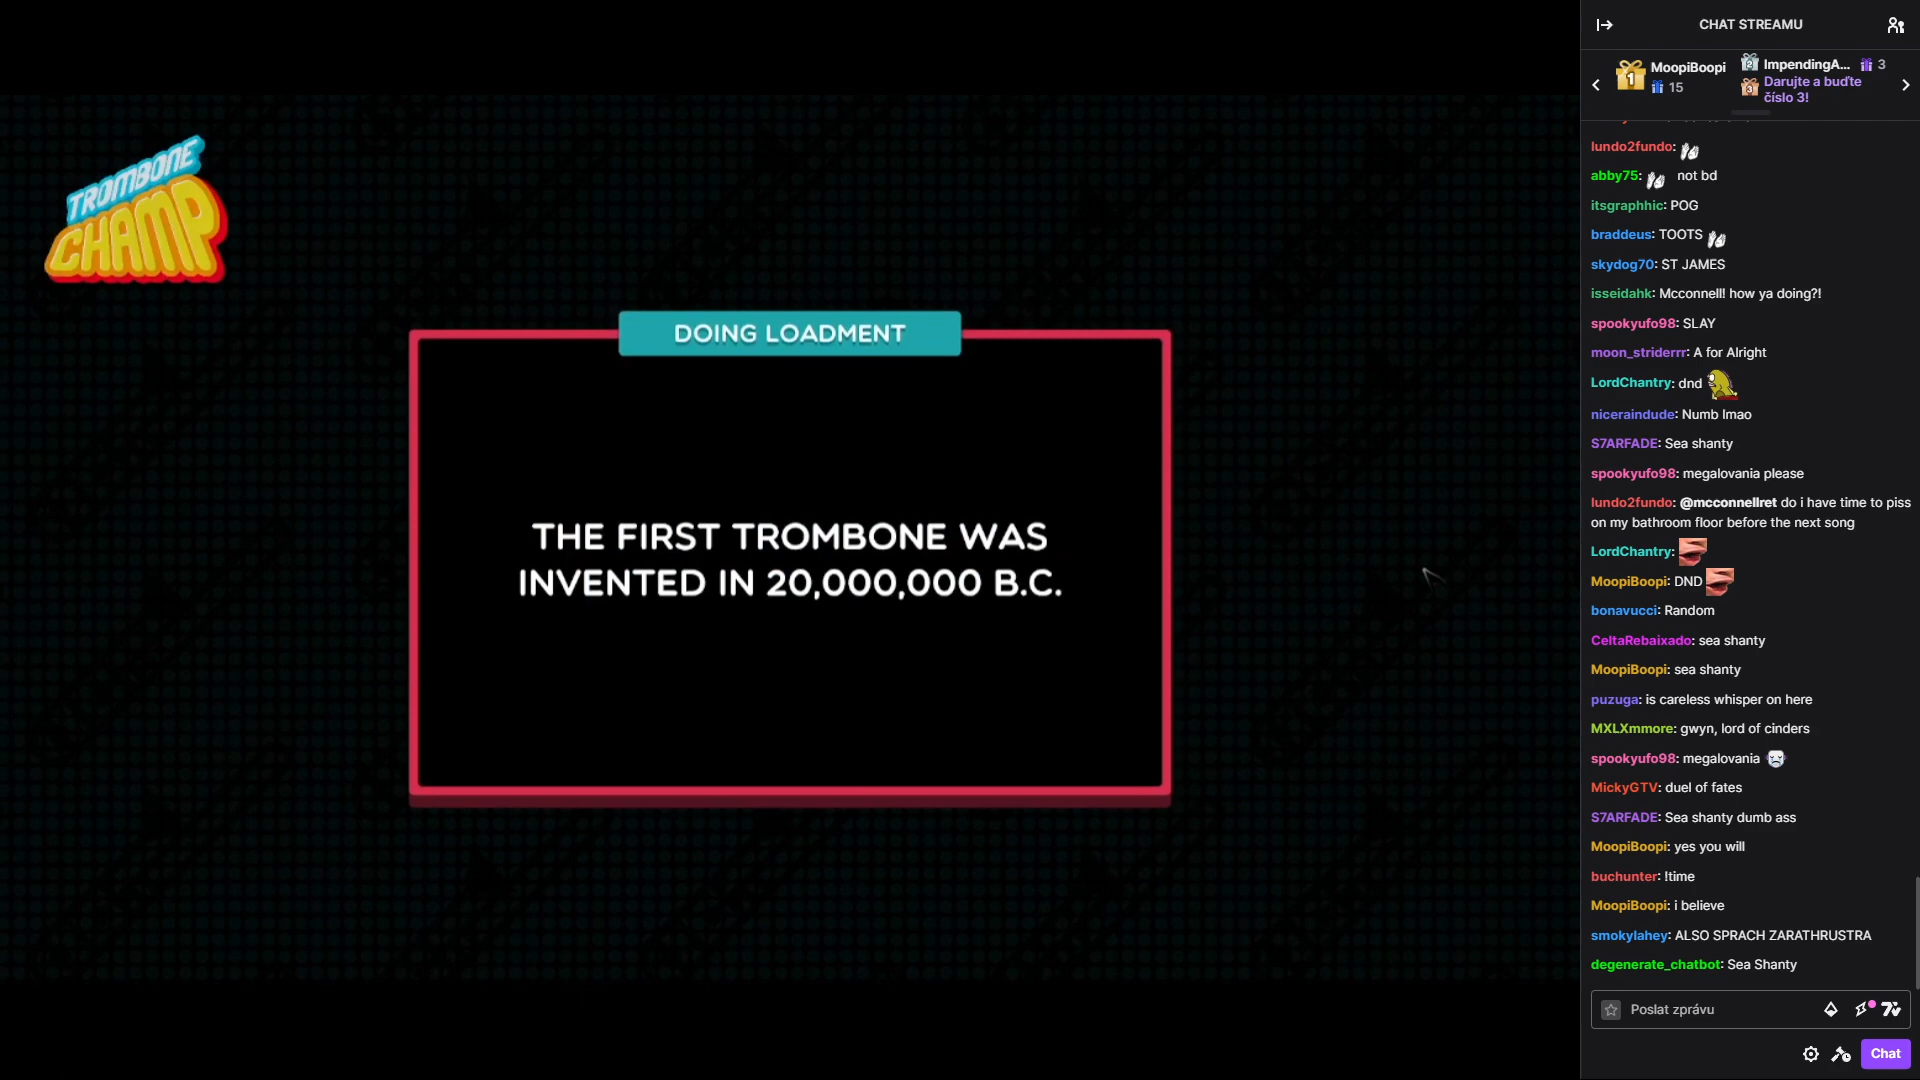 TROMBONE
CHAMP
DOING LOADMENT
THE FIRST TROMBONE WAS
INVENTED IN 20,000,000 B.C.
CHAT STREAMU
1
MoopiBoopi
15
2
ImpendingA...
3
3
Darujte a buďte
číslo 3!
lundo2fundo:
abby75: not bd
itsgraphhic: POG
braddeus: TOOTS
skydog70: ST JAMES
isseidahk: Mcconnell! how ya doing?!
spookyufo98: SLAY
moon_striderrr: A for Alright
LordChantry: dnd
niceraindude: Numb lmao
S7ARFADE: Sea shanty
spookyufo98: megalovania please
lundo2fundo: @mcconnellret do i have time to piss
on my bathroom floor before the next song
LordChantry:
MoopiBoopi: DND
bonavucci: Random
CeltaRebaixado: sea shanty
MoopiBoopi: sea shanty
puzuga: is careless whisper on here
MXLXmmore: gwyn, lord of cinders
spookyufo98: megalovania
MickyGTV: duel of fates
S7ARFADE: Sea shanty dumb ass
MoopiBoopi: yes you will
buchunter: !time
MoopiBoopi: i believe
smokylahey: ALSO SPRACH ZARATHRUSTRA
degenerate_chatbot: Sea Shanty
Poslat zprávu
Chat